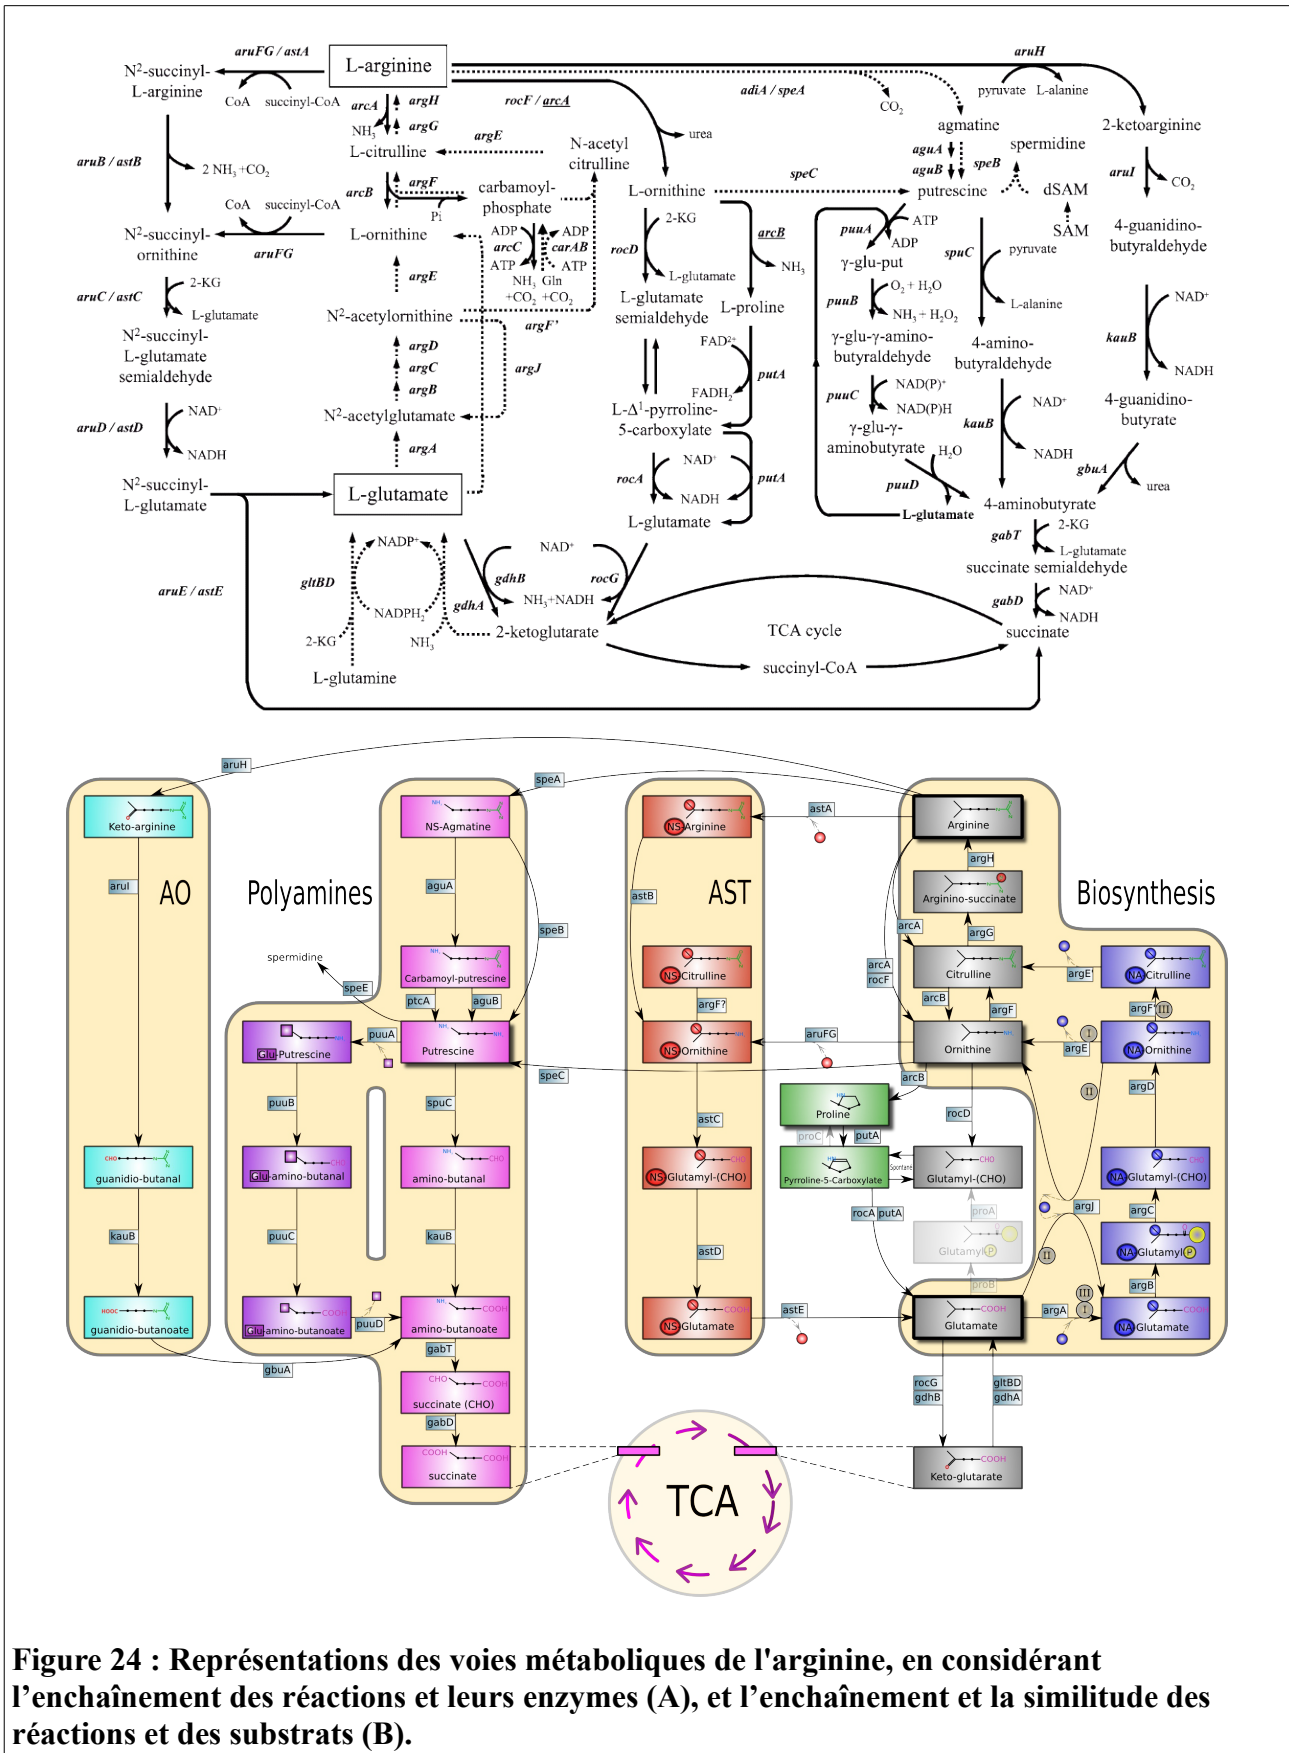 aruFG / astA
L-arginine
aruH
N²-succinyl-
L-arginine
CoA
succinyl-CoA
arcA
argH
NH₃
argG
rocF / arcA
argE
adiA / speA
CO₂
pyruvate
L-alanine
urea
agmatine
2-ketoarginine
L-citrulline
N-acetyl
citrulline
aguA
aguB
speB
spermidine
aruB / astB
2 NH₃ +CO₂
arcB
argF
Pi
carbamoyl-
phosphate
L-ornithine
speC
putrescine
dSAM
SAM
aruI
CO₂
CoA
succinyl-CoA
N²-succinyl-
ornithine
aruFG
L-ornithine
ADP
arcC
ATP
ADP
carAB
ATP
NH₃
+CO₂
Gln
+CO₂
2-KG
rocD
L-glutamate
arcB
NH₃
puuA
ATP
ADP
γ-glu-put
spuC
pyruvate
L-alanine
4-guanidino-
butyraldehyde
argE
aruC / astC
2-KG
L-glutamate
N²-acetylornithine
argF'
L-glutamate
semialdehyde
L-proline
puuB
O₂ + H₂O
NH₃ + H₂O₂
NAD⁺
kauB
NADH
N²-succinyl-
L-glutamate
semialdehyde
argD
argC
argB
argJ
FAD²⁺
FADH₂
putA
γ-glu-γ-amino-
butyraldehyde
4-amino-
butyraldehyde
puuC
NAD(P)⁺
NAD(P)H
aruD / astD
NAD⁺
NADH
N²-acetylglutamate
argA
L-Δ¹-pyrroline-
5-carboxylate
γ-glu-γ-
aminobutyrate
kauB
NAD⁺
NADH
4-guanidino-
butyrate
rocA
NAD⁺
NADH
putA
H₂O
puuD
gbuA
urea
N²-succinyl-
L-glutamate
L-glutamate
L-glutamate
L-glutamate
4-aminobutyrate
gabT
2-KG
L-glutamate
succinate semialdehyde
gabD
NAD⁺
NADH
succinate
aruE / astE
gltBD
NADP⁺
NADPH₂
2-KG
NH₃
L-glutamine
gdhA
gdhB
NAD⁺
NH₃+NADH
rocG
2-ketoglutarate
TCA cycle
succinyl-CoA
aruH
speA
Keto-arginine
NS-Agmatine
NS-Arginine
astA
Arginine
argH
AO
Polyamines
AST
Biosynthesis
aruI
aguA
speB
astB
Arginino-succinate
arcA
argG
spermidine
speE
Carbamoyl-putrescine
NS-Citrulline
arcA
rocF
Citrulline
argE'
NA-Citrulline
ptcA
aguB
argF?
arcB
argF
argF'
III
Glu-Putrescine
puuA
Putrescine
NS-Ornithine
aruFG
Ornithine
argE
I
NA-Ornithine
speC
arcB
puuB
spuC
astC
Proline
proC
putA
rocD
II
argD
guanidio-butanal
Glu-amino-butanal
amino-butanal
NS-Glutamyl-(CHO)
Pyrroline-5-Carboxylate
Spontané
Glutamyl-(CHO)
NA-Glutamyl-(CHO)
kauB
puuC
kauB
astD
rocA
putA
proA
argJ
argC
Glutamyl-P
II
NA-Glutamyl-P
proB
III
argB
guanidio-butanoate
Glu-amino-butanoate
puuD
amino-butanoate
NS-Glutamate
astE
Glutamate
argA
I
NA-Glutamate
gbuA
gabT
succinate (CHO)
rocG
gdhB
gltBD
gdhA
gabD
succinate
TCA
Keto-glutarate
Figure 24 : Représentations des voies métaboliques de l'arginine, en considérant
l’enchaînement des réactions et leurs enzymes (A), et l’enchaînement et la similitude des
réactions et des substrats (B).